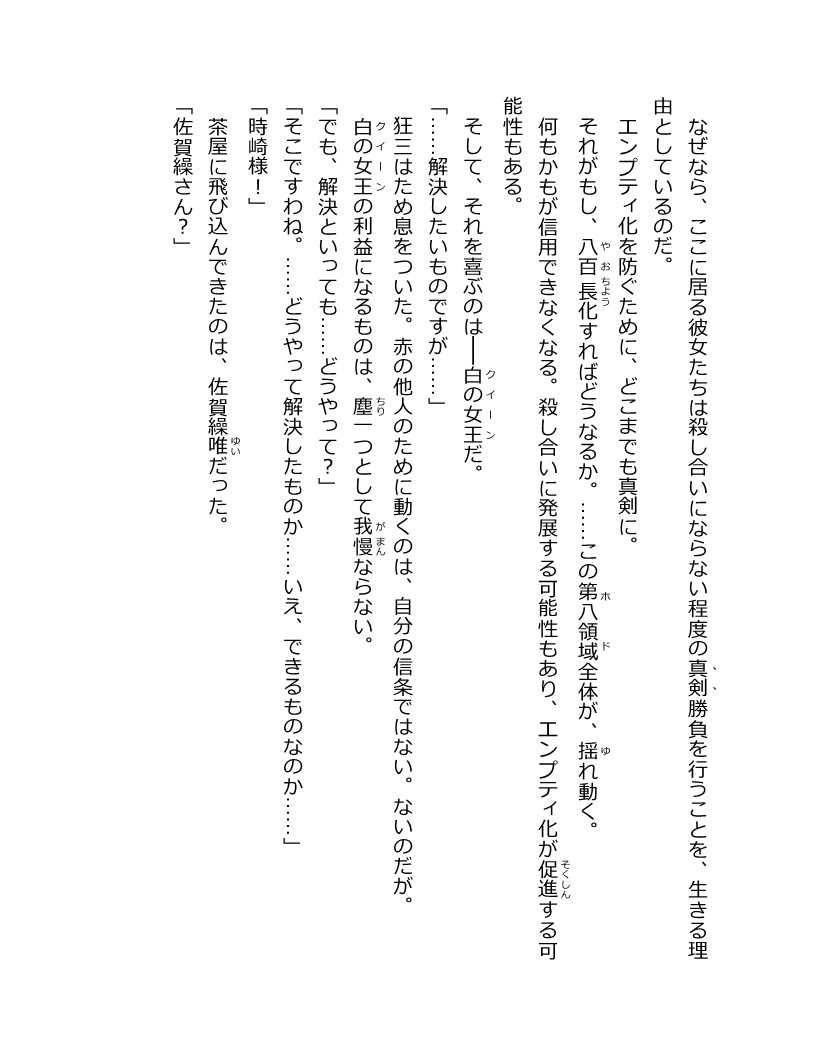 なぜなら、ここに居る彼女たちは殺し合いにならない程度の真剣勝負を行うことを、生きる理
由としているのだ。
エンプティ化を防ぐために、どこまでも真剣に。
それがもし、八百長化すればどうなるか。……この第八領域全体が、揺れ動く。
何もかもが信用できなくなる。殺し合いに発展する可能性もあり、エンプティ化が促進する可
能性もある。
そして、それを喜ぶのは――白の女王だ。
「……解決したいものですが……」
狂三はため息をついた。赤の他人のために動くのは、自分の信条ではない。ないのだが。
白の女王の利益になるものは、塵一つとして我慢ならない。
「でも、解決といっても……どうやって？」
「そこですわね。……どうやって解決したものか……いえ、できるものなのか……」
「時崎様！」
茶屋に飛び込んできたのは、佐賀繰唯だった。
「佐賀繰さん？」